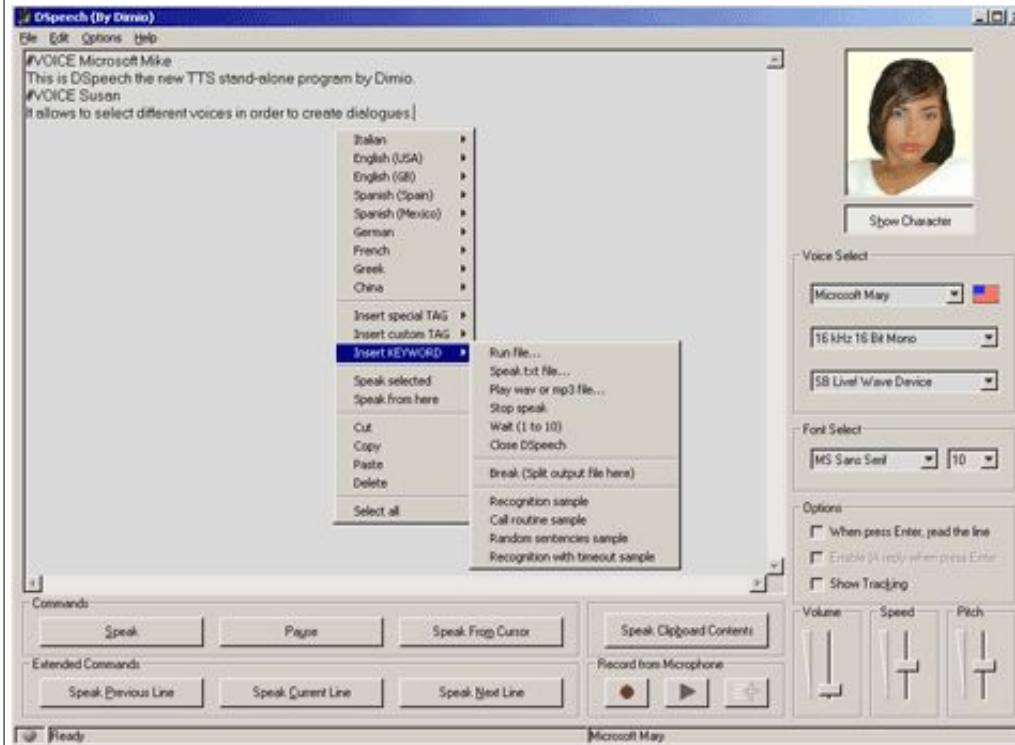 DSpeech (By Dimio)
File Edit Options Help
#VOICE Microsoft Mike
This is DSpeech the new TTS stand-alone program by Dimio.
#VOICE Susan
It allows to select different voices in order to create dialogues.
Italian
English (USA)
English (GB)
Spanish (Spain)
Spanish (Mexico)
German
French
Greek
China
Insert special TAG
Insert custom TAG
Insert KEYWORD
Speak selected
Speak from here
Cut
Copy
Paste
Delete
Select all
Run file...
Speak txt file...
Play wav or mp3 file...
Stop speak
Wait (1 to 10)
Close DSpeech
Break (Split output file here)
Recognition sample
Call routine sample
Random sentencies sample
Recognition with timeout sample
Show Character
Voice Select
Microsoft Mary
16 kHz 16 Bit Mono
SB Live! Wave Device
Font Select
MS Sans Serif 10
Options
When press Enter, read the line
Enable IA reply when press Enter
Show Tracking
Volume Speed Pitch
Commands
Speak Pause Speak From Cursor Speak Clipboard Contents
Extended Commands
Speak Previous Line Speak Current Line Speak Next Line
Record from Microphone
Ready Microsoft Mary